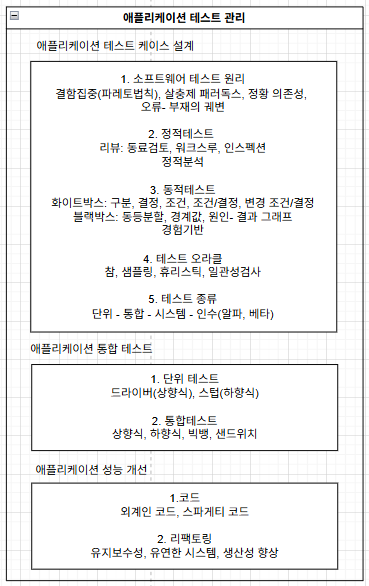 애플리케이션 테스트 관리
애플리케이션 테스트 케이스 설계
1. 소프트웨어 테스트 원리
결함집중(파레토법칙), 살충제 패러독스, 정황 의존성,
오류- 부재의 궤변
2. 정적테스트
리뷰: 동료검토, 워크스루, 인스펙션
정적분석
3. 동적테스트
화이트박스: 구분, 결정, 조건, 조건/결정, 변경 조건/결정
블랙박스: 동등분할, 경계값, 원인- 결과 그래프
경험기반
4. 테스트 오라클
참, 샘플링, 휴리스틱, 일관성검사
5. 테스트 종류
단위 - 통합 - 시스템 - 인수(알파, 베타)
애플리케이션 통합 테스트
1. 단위 테스트
드라이버(상향식), 스텁(하향식)
2. 통합테스트
상향식, 하향식, 빅뱅, 샌드위치
애플리케이션 성능 개선
1.코드
외계인 코드, 스파게티 코드
2. 리팩토링
유지보수성, 유연한 시스템, 생산성 향상